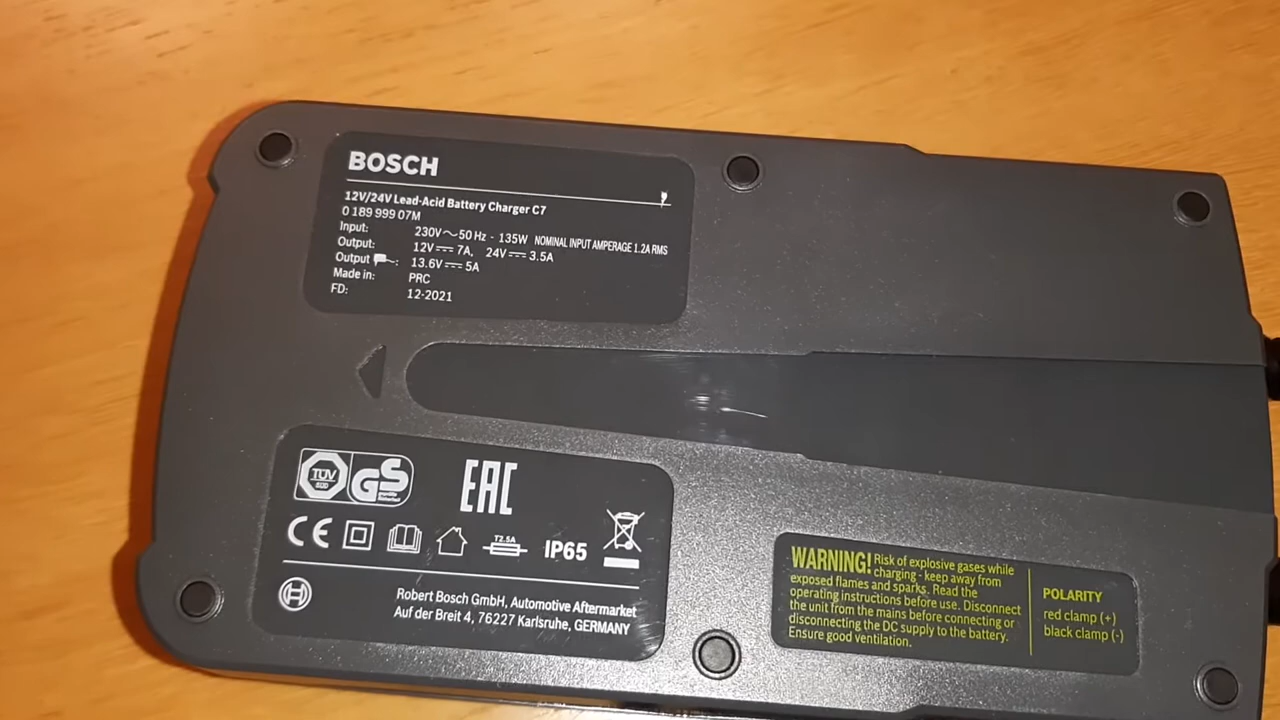 BOSCH
12V/24V Lead-Acid Battery Charger C7
0 189 999 07M
Input: 230V~50 Hz - 135W NOMINAL INPUT AMPERAGE 1.2A RMS
Output: 12V⎓7A, 24V⎓3.5A
Output : 13.6V⎓5A
Made in: PRC
FD: 12-2021
TÜV
SÜD
GS
geprüfte
Sicherheit
EAC
CE
T2.5A
IP65
Robert Bosch GmbH, Automotive Aftermarket
Auf der Breit 4, 76227 Karlsruhe, GERMANY
WARNING! Risk of explosive gases while
charging - keep away from
exposed flames and sparks. Read the
operating instructions before use. Disconnect
the unit from the mains before connecting or
disconnecting the DC supply to the battery.
Ensure good ventilation.
POLARITY
red clamp (+)
black clamp (-)